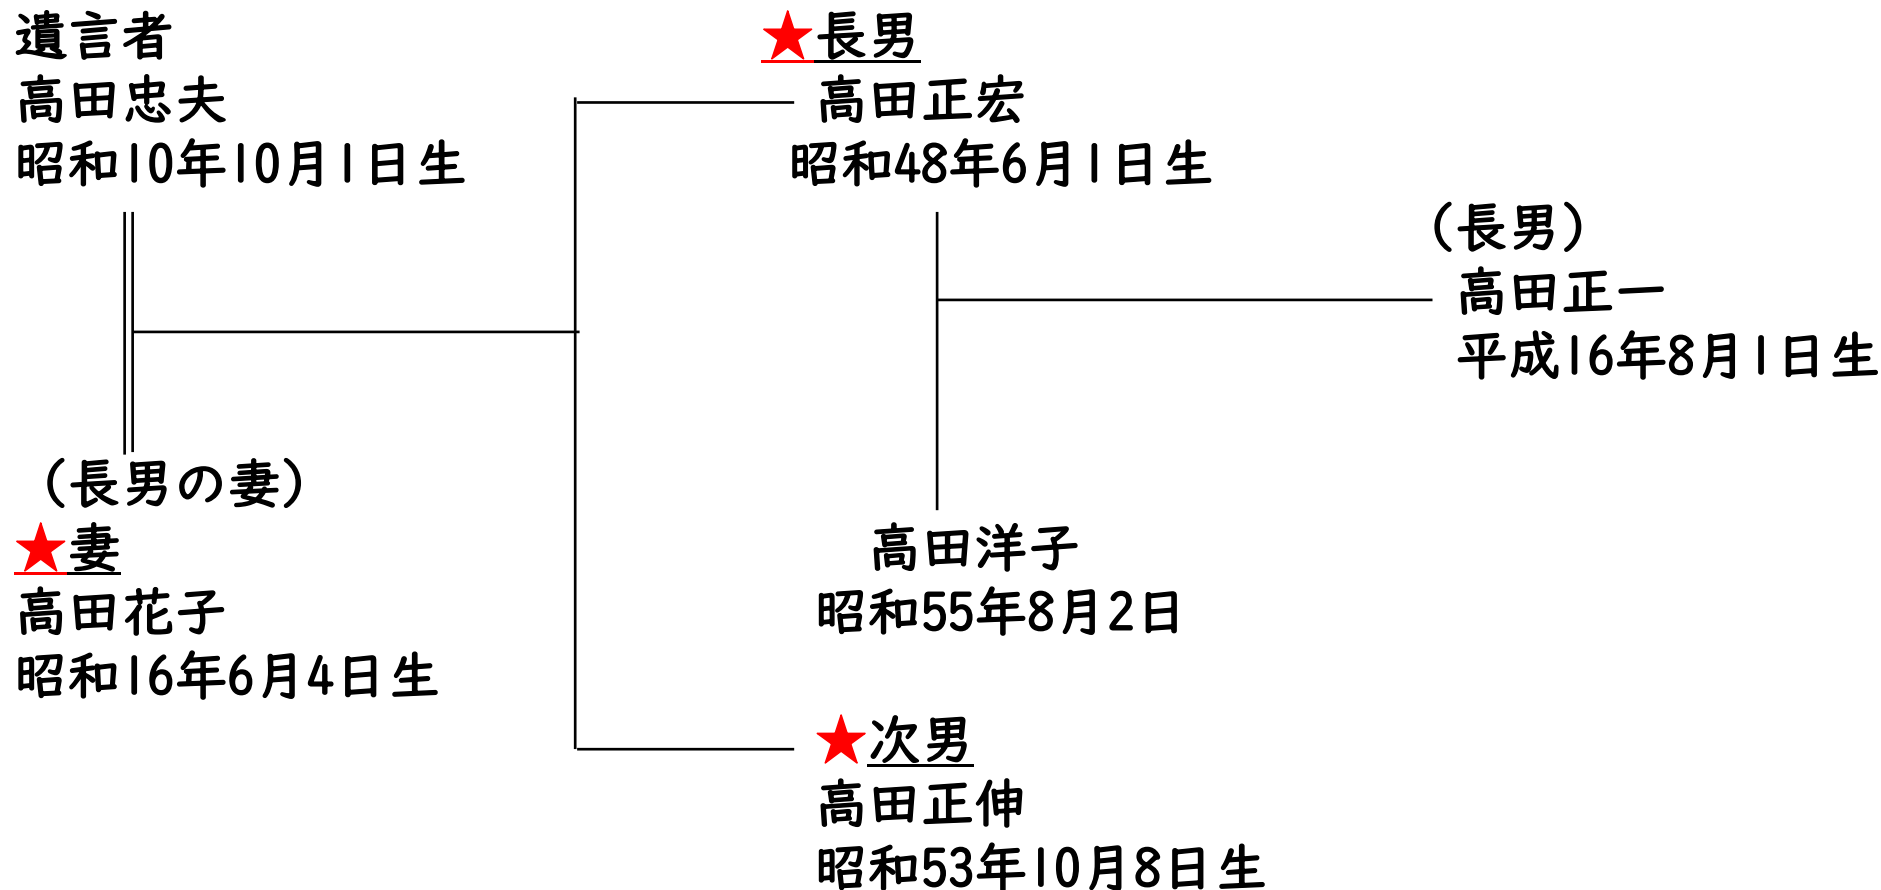 遺言者
高田忠夫
昭和10年10月1日生
★長男
高田正宏
昭和48年6月1日生
（長男）
高田正一
平成16年8月1日生
（長男の妻）
★妻
高田花子
昭和16年6月4日生
高田洋子
昭和55年8月2日
★次男
高田正伸
昭和53年10月8日生